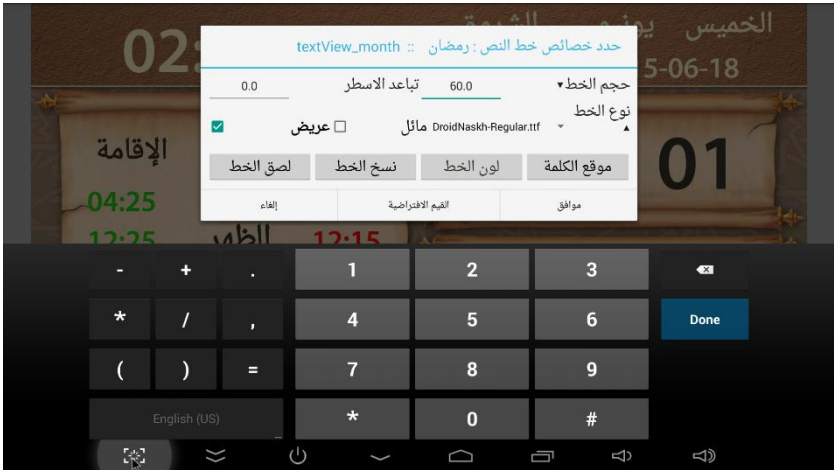 الخميس
02:
5-06-18
حدد خصائص خط النص : رمضان :: textView_month
حجم الخط
60.0
تباعد الاسطر
0.0
نوع الخط
DroidNaskh-Regular.ttf
مائل
عريض
موقع الكلمة
لون الخط
نسخ الخط
لصق الخط
موافق
القيم الافتراضية
إلغاء
الإقامة
01
04:25
12:15
الظهر
12:25
- + . 1 2 3
* / , 4 5 6 Done
( ) = 7 8 9
English (US) * 0 #